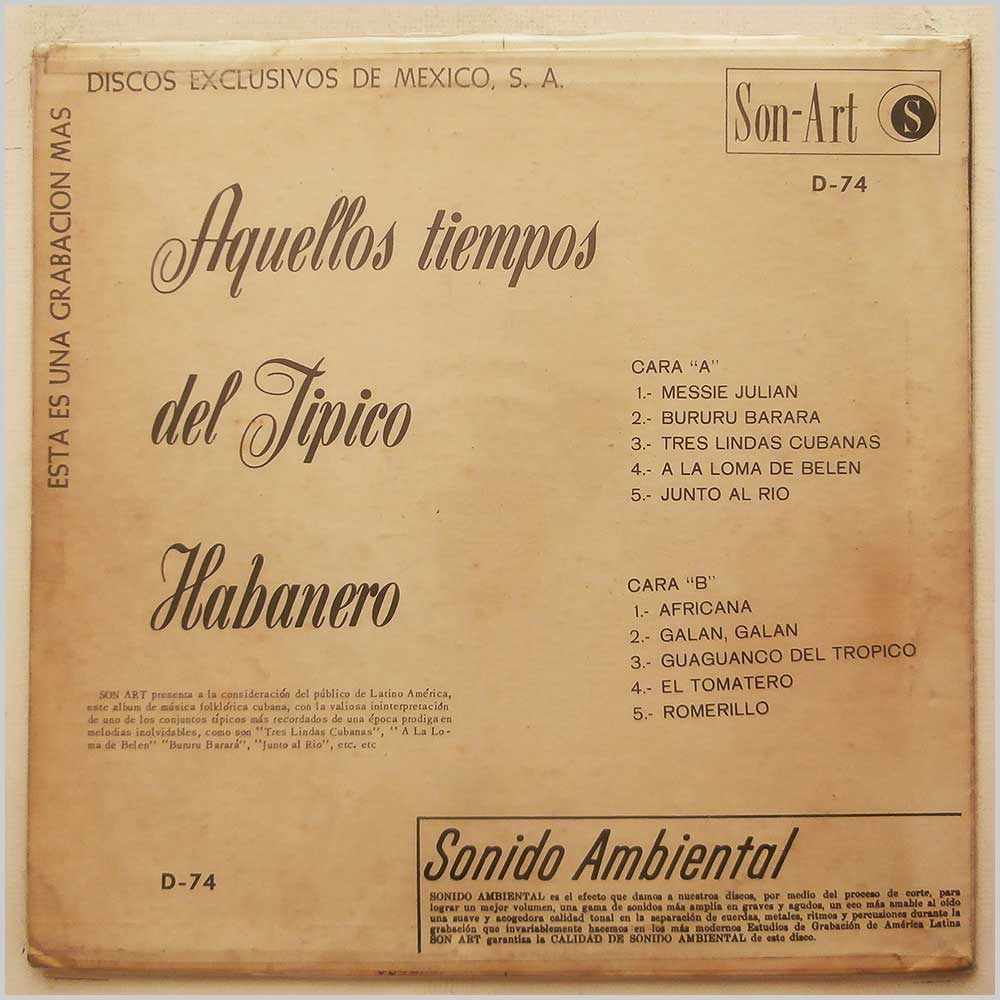 DISCOS EXCLUSIVOS DE MEXICO, S. A.
ESTA ES UNA GRABACION MAS
Son-Art S
D-74
Aquellos tiempos
del Tipico
Habanero
CARA "A"
1.- MESSIE JULIAN
2.- BURURU BARARA
3.- TRES LINDAS CUBANAS
4.- A LA LOMA DE BELEN
5.- JUNTO AL RIO
CARA "B"
1.- AFRICANA
2.- GALAN, GALAN
3.- GUAGUANCO DEL TROPICO
4.- EL TOMATERO
5.- ROMERILLO
SON ART presenta a la consideración del público de Latino América,
este album de música folklórica cubana, con la valiosa ininterpretación
de uno de los conjuntos típicos más recordados de una época prodiga en
melodias inolvidables, como son "Tres Lindas Cubanas", " A La Lo-
ma de Belen" "Bururu Barará", "Junto al Rio", etc. etc
D-74
Sonido Ambiental
SONIDO AMBIENTAL es el efecto que damos a nuestros discos, por medio del proceso de corte, para
lograr un mejor volumen, una gama de sonidos más amplia en graves y agudos, un eco más amable al oído
una suave y acogedora calidad tonal en la separación de cuerdas, metales, ritmos y percusiones durante la
grabación que invariablemente hacemos en los más modernos Estudios de Grabación de América Latina
SON ART garantiza la CALIDAD DE SONIDO AMBIENTAL de este disco.